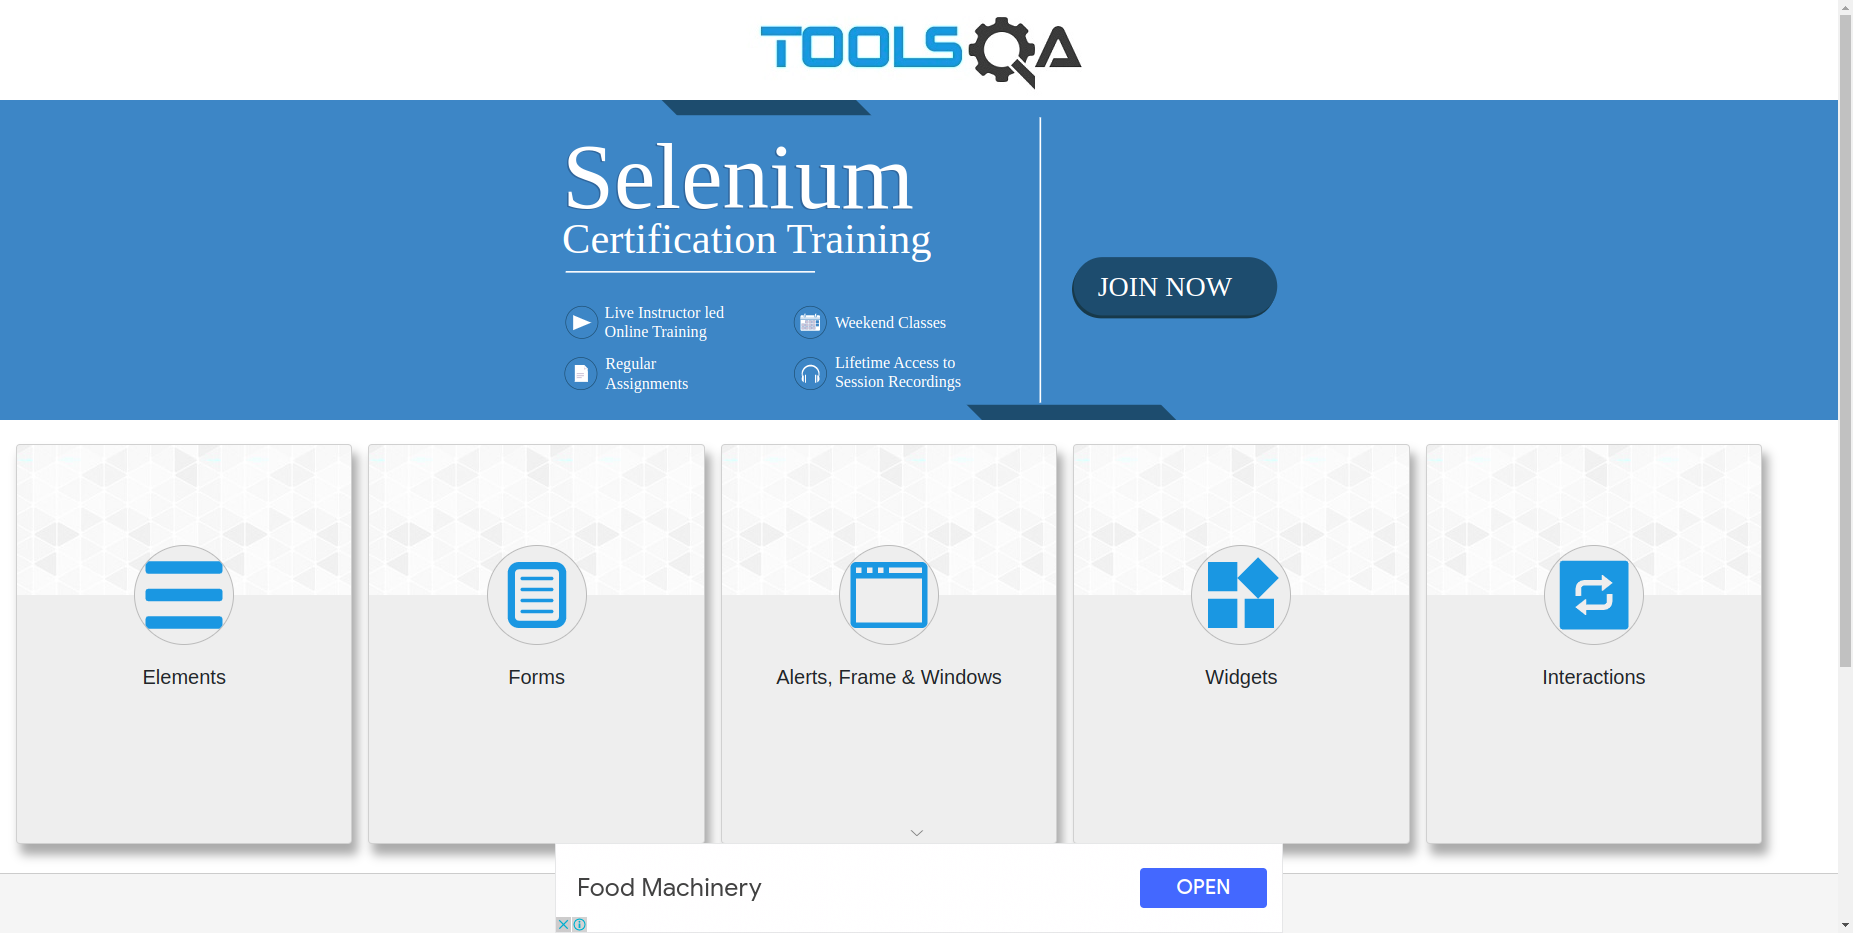 TOOLSQA
Selenium
Certification Training
JOIN NOW
Live Instructor led
Online Training
Weekend Classes
Regular
Assignments
Lifetime Access to
Session Recordings
Elements
Forms
Alerts, Frame & Windows
Widgets
Interactions
Food Machinery
OPEN